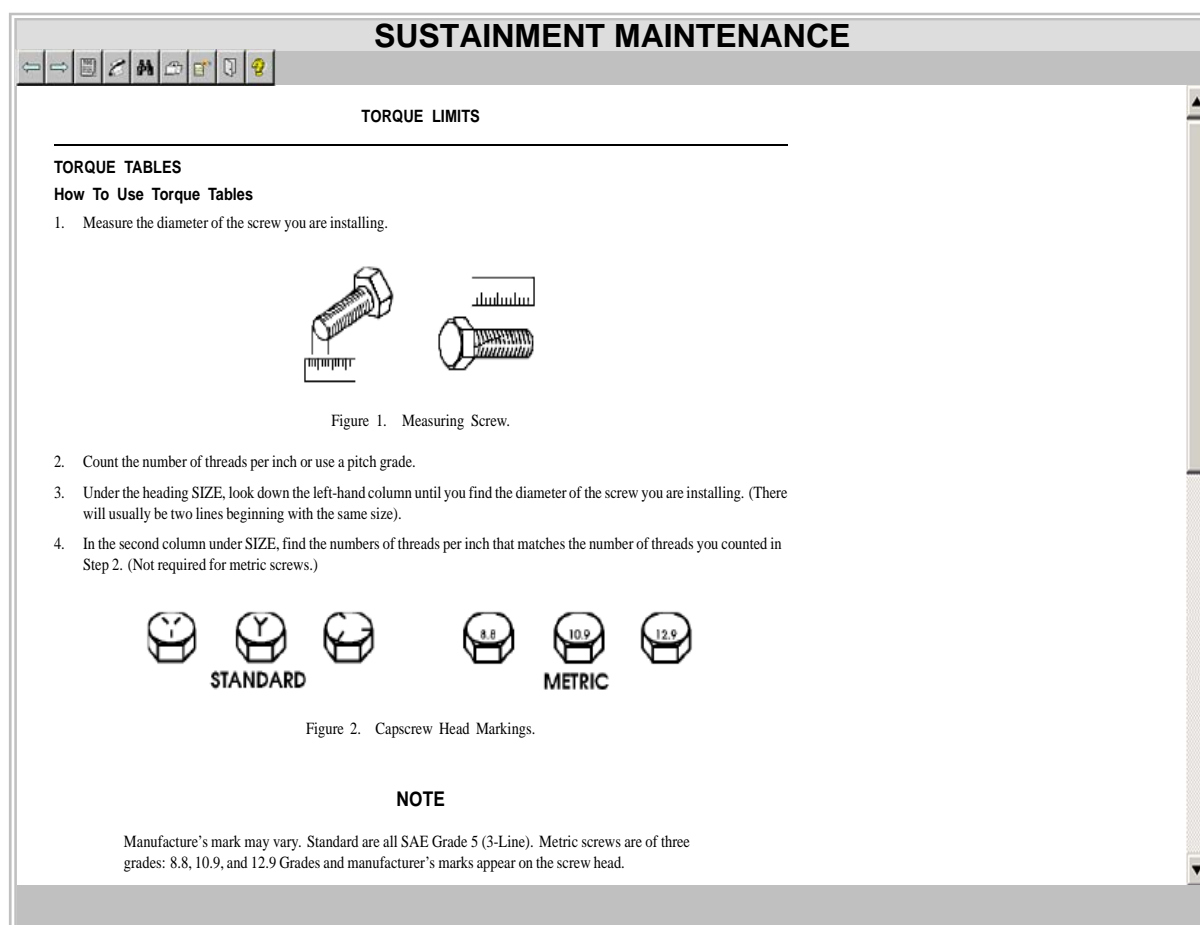 SUSTAINMENT MAINTENANCE
TORQUE LIMITS
TORQUE TABLES
How To Use Torque Tables
1. Measure the diameter of the screw you are installing.
Figure 1. Measuring Screw.
2. Count the number of threads per inch or use a pitch grade.
3. Under the heading SIZE, look down the left-hand column until you find the diameter of the screw you are installing. (There
will usually be two lines beginning with the same size).
4. In the second column under SIZE, find the numbers of threads per inch that matches the number of threads you counted in
Step 2. (Not required for metric screws.)
8.8 10.9 12.9
STANDARD METRIC
Figure 2. Capscrew Head Markings.
NOTE
Manufacture's mark may vary. Standard are all SAE Grade 5 (3-Line). Metric screws are of three
grades: 8.8, 10.9, and 12.9 Grades and manufacturer's marks appear on the screw head.